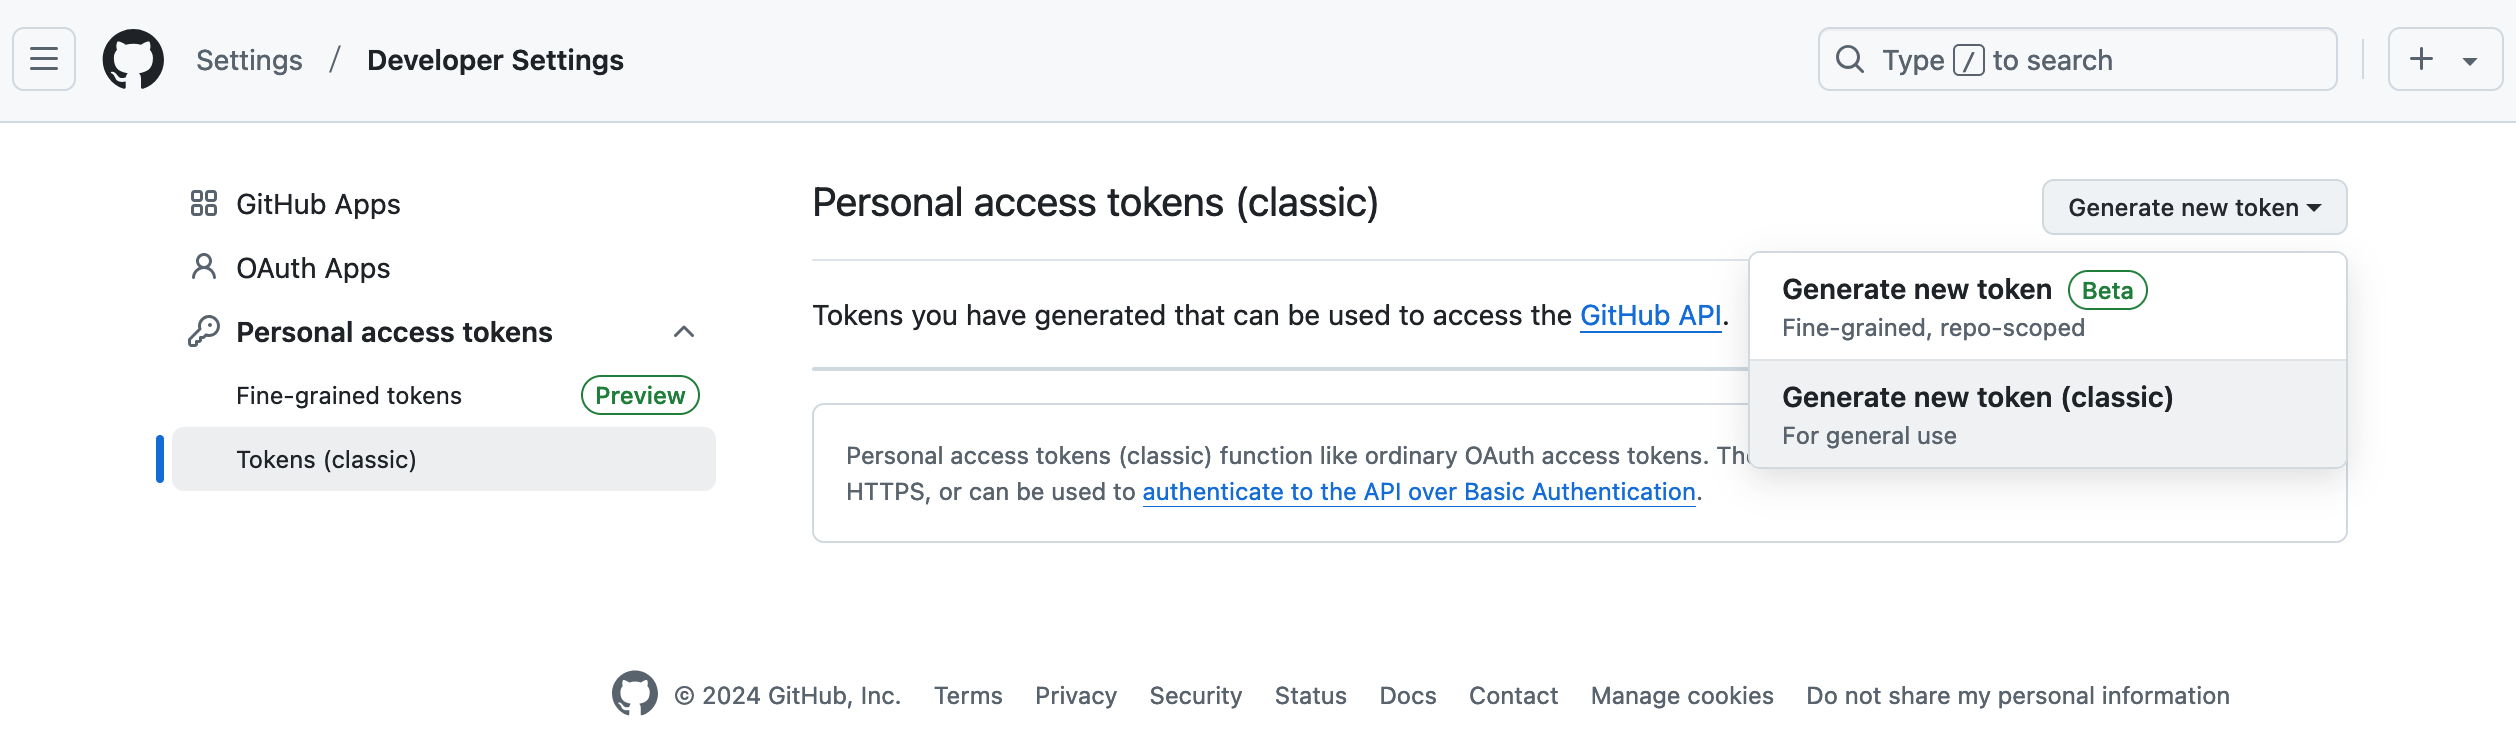 Settings / Developer Settings
Type / to search
GitHub Apps
OAuth Apps
Personal access tokens
Fine-grained tokens Preview
Tokens (classic)
Personal access tokens (classic)
Generate new token
Generate new token Beta
Fine-grained, repo-scoped
Generate new token (classic)
For general use
Tokens you have generated that can be used to access the GitHub API.
Personal access tokens (classic) function like ordinary OAuth access tokens.
HTTPS, or can be used to authenticate to the API over Basic Authentication.
© 2024 GitHub, Inc. Terms Privacy Security Status Docs Contact Manage cookies Do not share my personal information